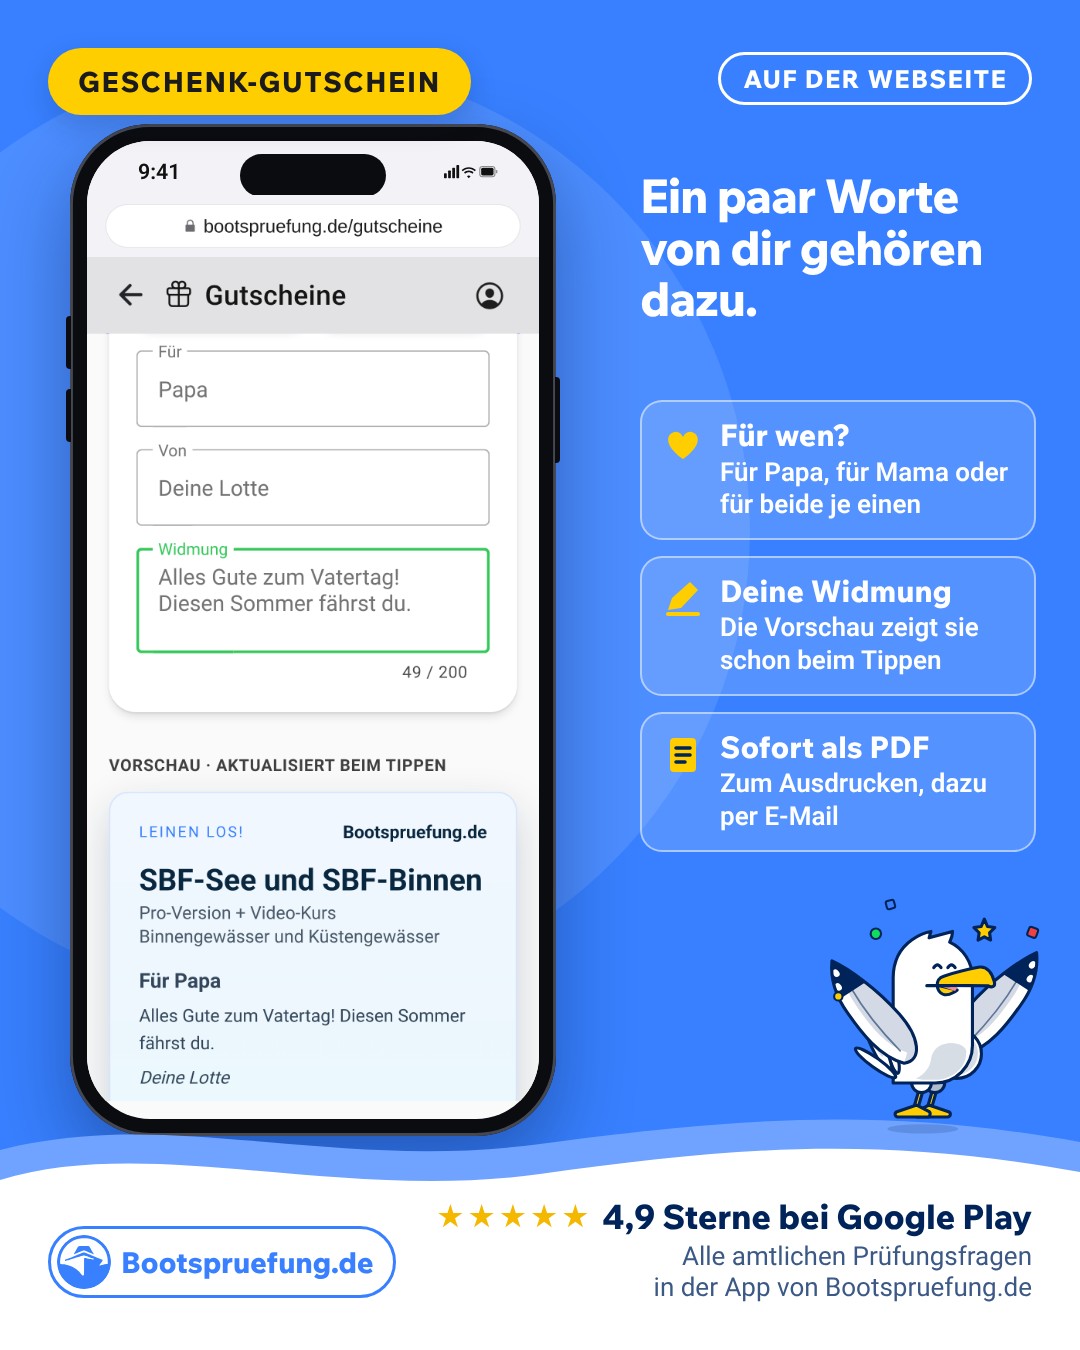 GESCHENK-GUTSCHEIN
AUF DER WEBSEITE
9:41
bootspruefung.de/gutscheine
Gutscheine
Für
Papa
Von
Deine Lotte
Widmung
Alles Gute zum Vatertag!
Diesen Sommer fährst du.
49 / 200
VORSCHAU · AKTUALISIERT BEIM TIPPEN
LEINEN LOS!
Bootspruefung.de
SBF-See und SBF-Binnen
Pro-Version + Video-Kurs
Binnengewässer und Küstengewässer
Für Papa
Alles Gute zum Vatertag! Diesen Sommer
fährst du.
Deine Lotte
Ein paar Worte
von dir gehören
dazu.
Für wen?
Für Papa, für Mama oder
für beide je einen
Deine Widmung
Die Vorschau zeigt sie
schon beim Tippen
Sofort als PDF
Zum Ausdrucken, dazu
per E-Mail
Bootspruefung.de
★★★★★ 4,9 Sterne bei Google Play
Alle amtlichen Prüfungsfragen
in der App von Bootspruefung.de